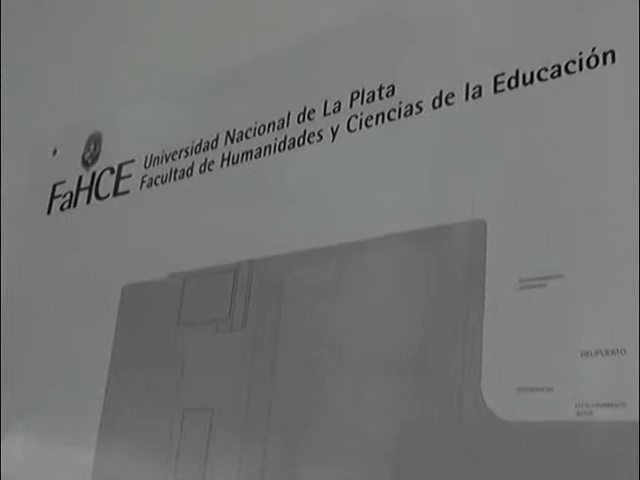 FaHCE
Universidad Nacional de La Plata
Facultad de Humanidades y Ciencias de la Educación
HELIPUERTO